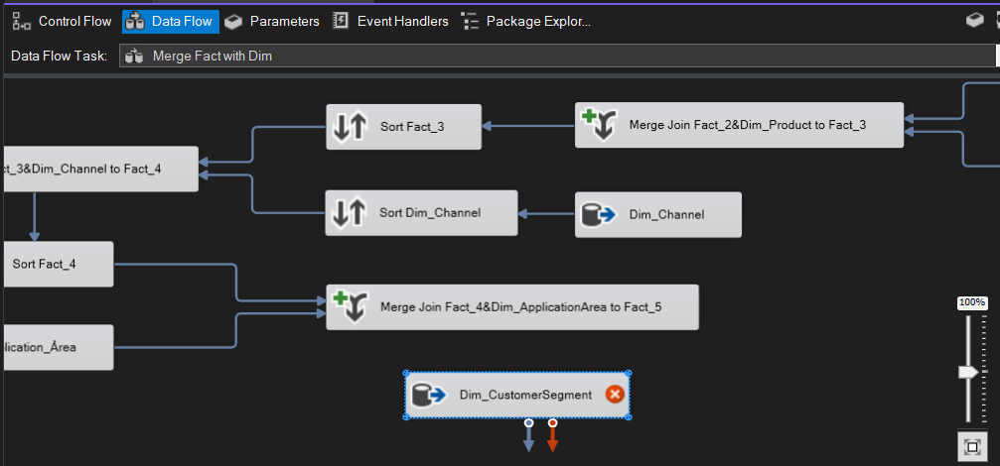 Control Flow
Data Flow
Parameters
Event Handlers
Package Explor...
Data Flow Task:
Merge Fact with Dim
Sort Fact_3
Merge Join Fact_2&Dim_Product to Fact_3
ct_3&Dim_Channel to Fact_4
Sort Dim_Channel
Dim_Channel
Sort Fact_4
Merge Join Fact_4&Dim_ApplicationArea to Fact_5
100%
lication_Area
Dim_CustomerSegment